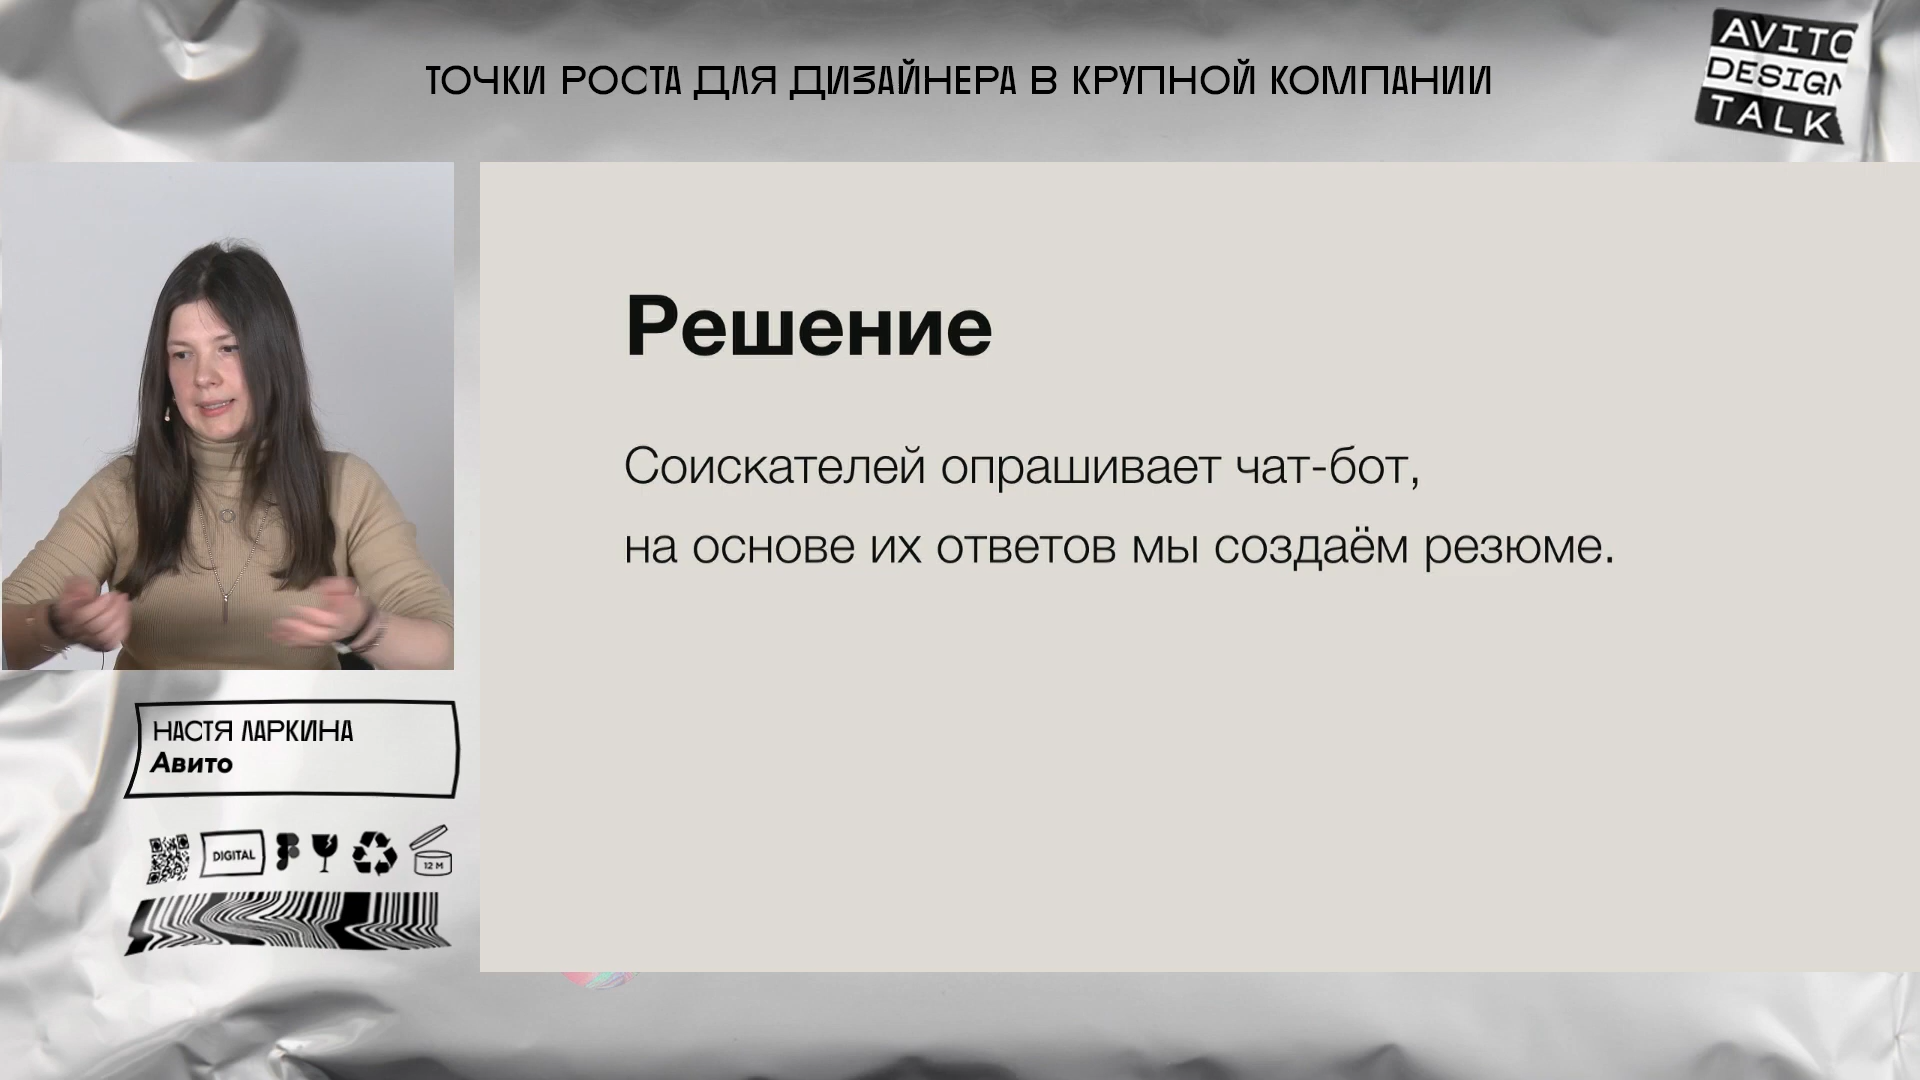 ТОЧКИ РОСТА ДЛЯ ДИЗАЙНЕРА В КРУПНОЙ КОМПАНИИ
AVITO
DESIGN
TALK
Решение
Соискателей опрашивает чат-бот,
на основе их ответов мы создаём резюме.
НАСТЯ ЛАРКИНА
Авито
DIGITAL
12 M